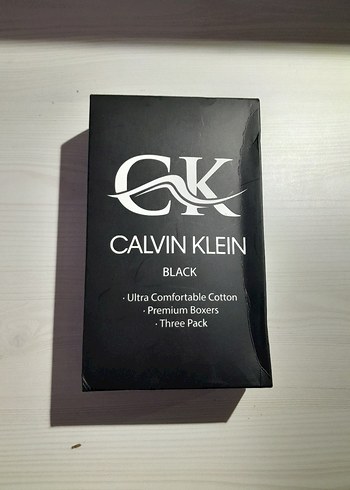 CK
CALVIN KLEIN
BLACK
· Ultra Comfortable Cotton
· Premium Boxers
· Three Pack